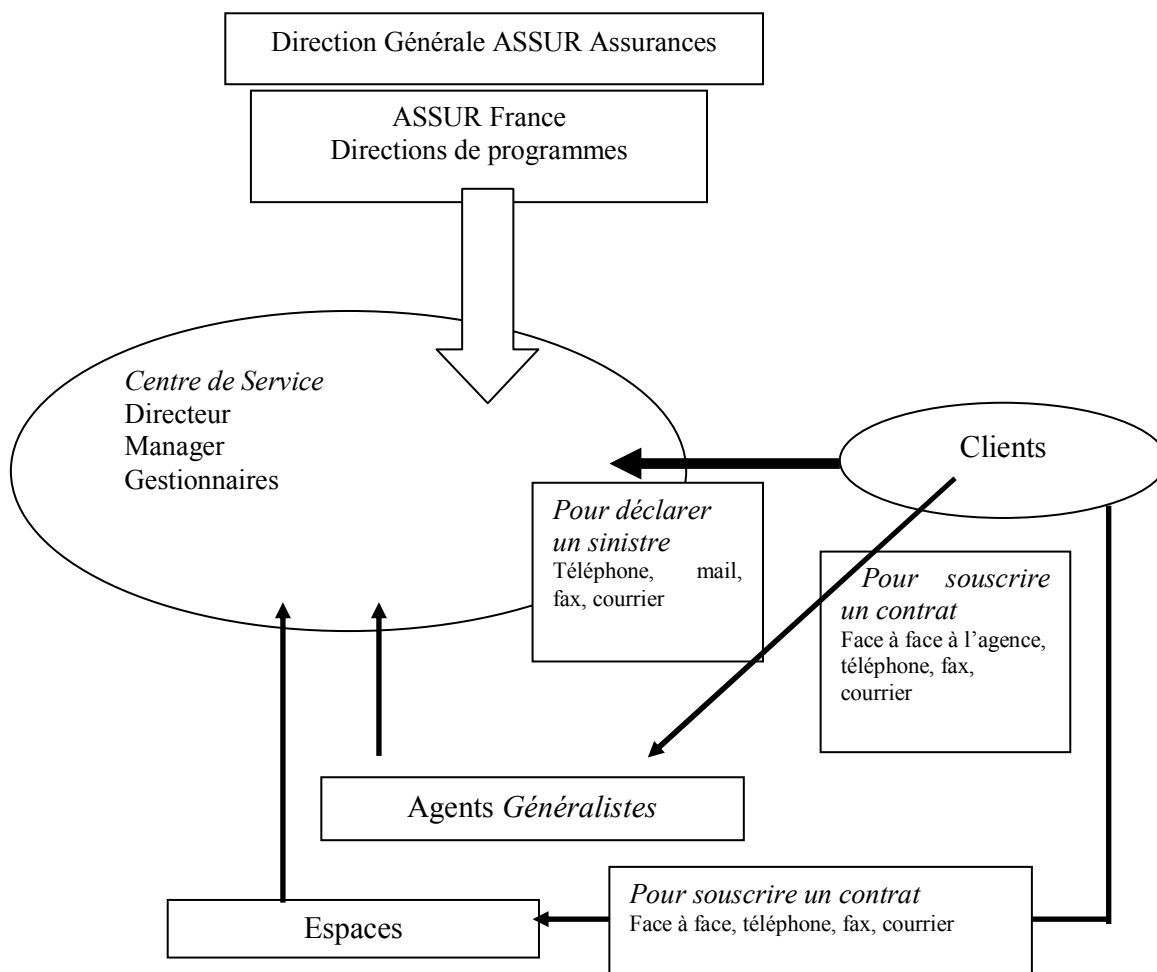 Direction Générale ASSUR Assurances
ASSUR France
Directions de programmes
Centre de Service
Directeur
Manager
Gestionnaires
Clients
Pour déclarer
un sinistre
Téléphone, mail,
fax, courrier
Pour souscrire
un contrat
Face à face à l’agence,
téléphone, fax,
courrier
Agents Généralistes
Pour souscrire un contrat
Face à face, téléphone, fax, courrier
Espaces